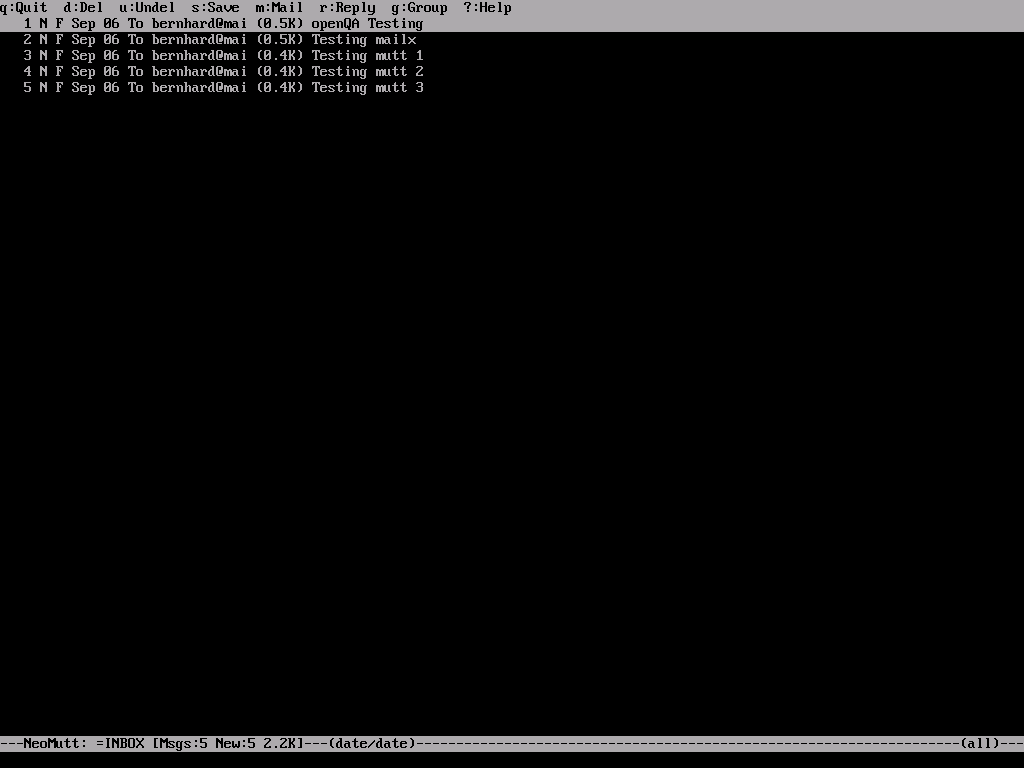 q:Quit  d:Del  u:Undel  s:Save  m:Mail  r:Reply  g:Group  ?:Help
   1 N F Sep 06 To bernhard@mai (0.5K) openQA Testing
   2 N F Sep 06 To bernhard@mai (0.5K) Testing mailx
   3 N F Sep 06 To bernhard@mai (0.4K) Testing mutt 1
   4 N F Sep 06 To bernhard@mai (0.4K) Testing mutt 2
   5 N F Sep 06 To bernhard@mai (0.4K) Testing mutt 3
---NeoMutt: =INBOX [Msgs:5 New:5 2.2K]---(date/date)--------------------------------------------------------------------(all)---